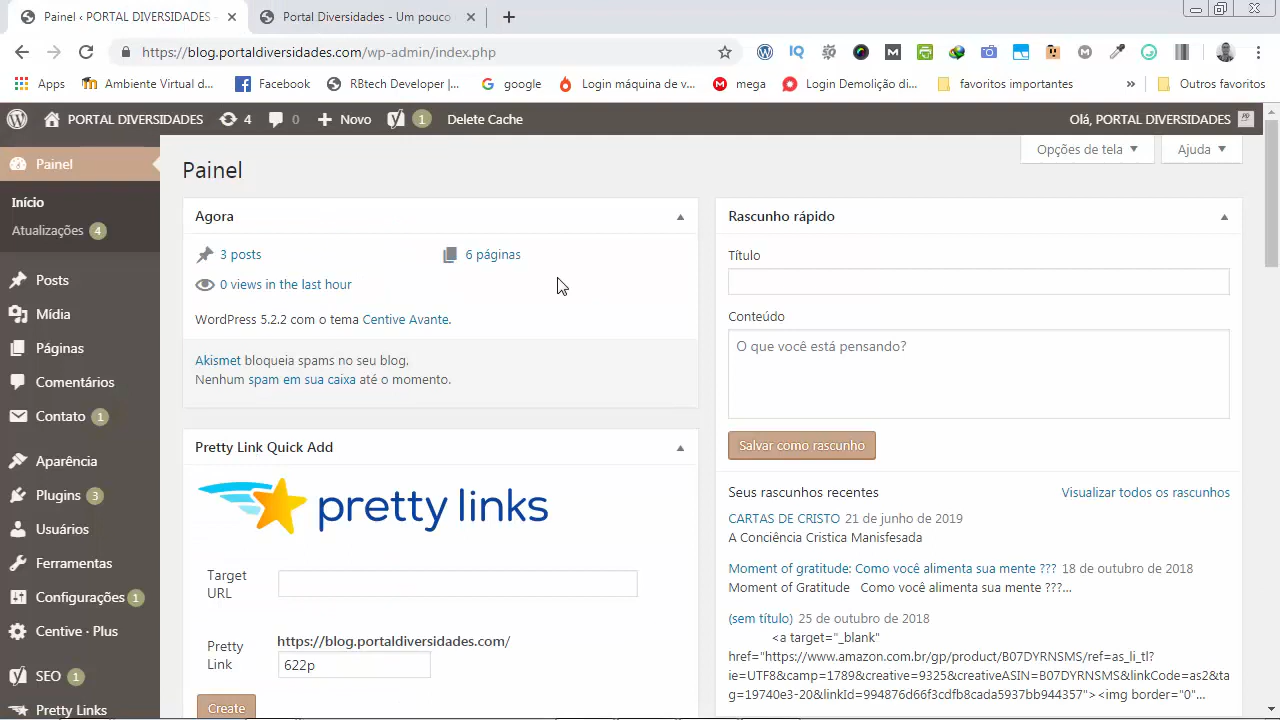 Painel ‹ PORTAL DIVERSIDADES -
Portal Diversidades - Um pouco
https://blog.portaldiversidades.com/wp-admin/index.php
Apps
Ambiente Virtual d...
Facebook
RBtech Developer |...
google
Login máquina de v...
mega
Login Demolição di...
favoritos importantes
»
Outros favoritos
PORTAL DIVERSIDADES
4
0
Novo
1
Delete Cache
Olá, PORTAL DIVERSIDADES
Painel
Início
Atualizações 4
Posts
Mídia
Páginas
Comentários
Contato 1
Aparência
Plugins 3
Usuários
Ferramentas
Configurações 1
Centive · Plus
SEO 1
Pretty Links
Opções de tela
Ajuda
Painel
Agora
3 posts
6 páginas
0 views in the last hour
WordPress 5.2.2 com o tema Centive Avante.
Akismet bloqueia spams no seu blog.
Nenhum spam em sua caixa até o momento.
Pretty Link Quick Add
pretty links
Target
URL
Pretty
Link
https://blog.portaldiversidades.com/
622p
Create
Rascunho rápido
Título
Conteúdo
O que você está pensando?
Salvar como rascunho
Seus rascunhos recentes
Visualizar todos os rascunhos
CARTAS DE CRISTO 21 de junho de 2019
A Conciência Cristica Manisfesada
Moment of gratitude: Como você alimenta sua mente ??? 18 de outubro de 2018
Moment of Gratitude Como você alimenta sua mente ???...
(sem título) 25 de outubro de 2018
<a target="_blank"
href="https://www.amazon.com.br/gp/product/B07DYRNSMS/ref=as_li_tl?
ie=UTF8&camp=1789&creative=9325&creativeASIN=B07DYRNSMS&linkCode=as2&ta
g=19740e3-20&linkId=994876d66f3cdfb8cada5937bb944357"><img border="0"...